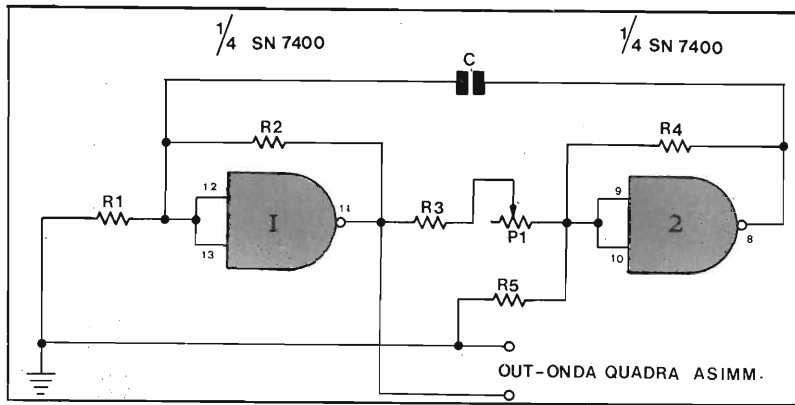 1/4 SN 7400
1/4 SN 7400
C
R2
R4
R1
12
13
1
11
R3
P1
9
10
2
8
R5
OUT-ONDA QUADRA ASIMM.